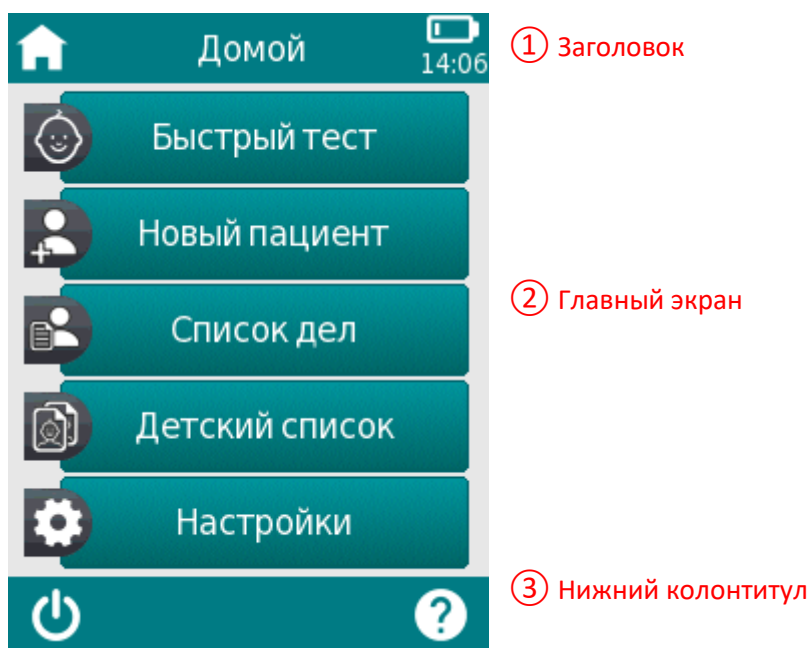 Домой
14:06
① Заголовок
Быстрый тест
Новый пациент
② Главный экран
Список дел
Детский список
Настройки
③ Нижний колонтитул
?